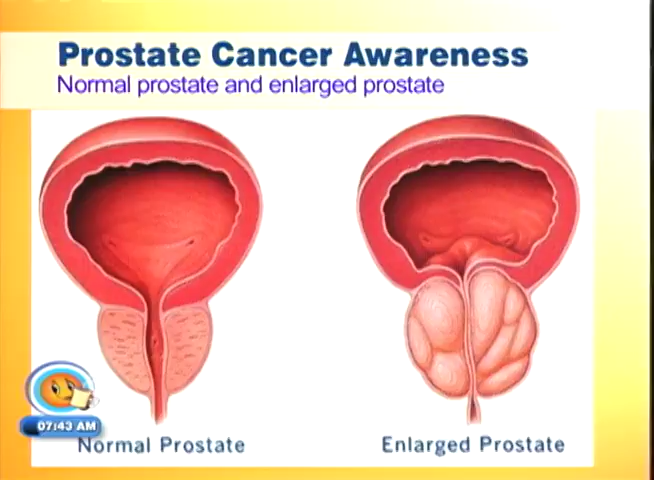 Prostate Cancer Awareness
Normal prostate and enlarged prostate
07:43 AM
Normal Prostate
Enlarged Prostate